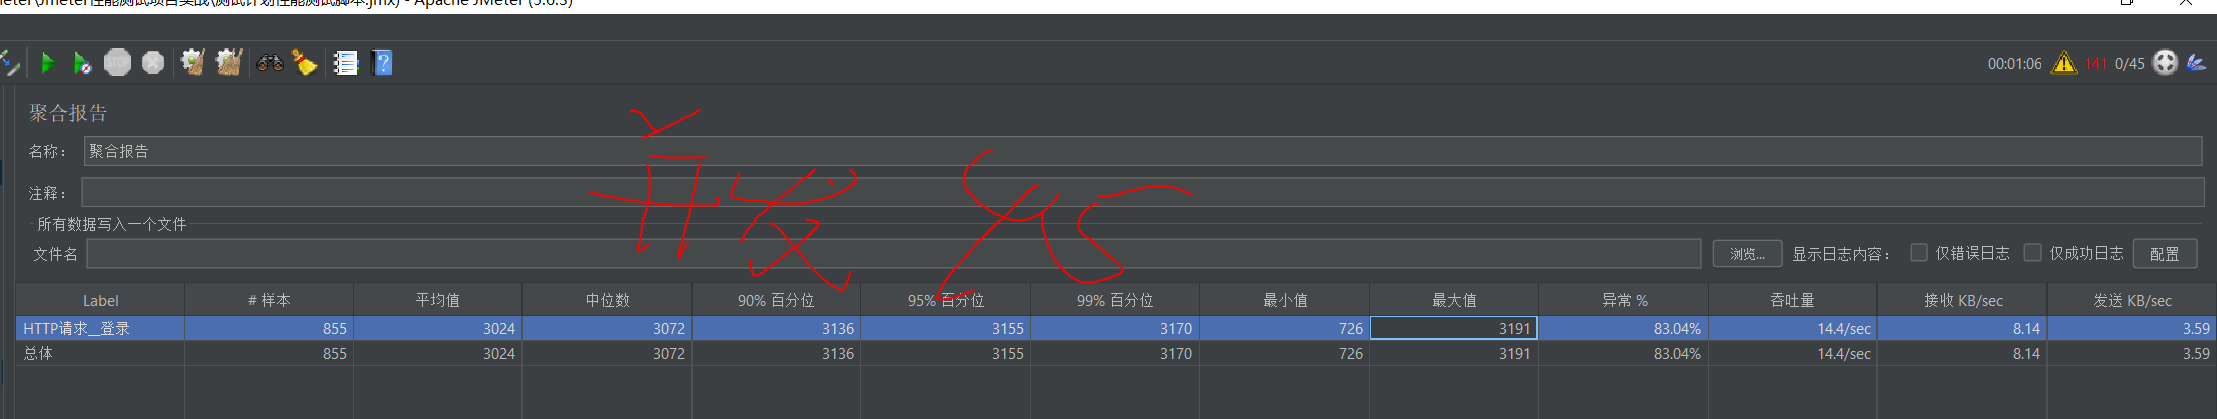 meter\Jmeter性能测试项目实战\测试计划性能测试脚本.jmx) - Apache JMeter (5.6.3)
STOP
00:01:06 141 0/45
聚合报告
名称: 聚合报告
注释:
所有数据写入一个文件
文件名 浏览... 显示日志内容: 仅错误日志 仅成功日志 配置
Label # 样本 平均值 中位数 90% 百分位 95% 百分位 99% 百分位 最小值 最大值 异常 % 吞吐量 接收 KB/sec 发送 KB/sec
HTTP请求__登录 855 3024 3072 3136 3155 3170 726 3191 83.04% 14.4/sec 8.14 3.59
总体 855 3024 3072 3136 3155 3170 726 3191 83.04% 14.4/sec 8.14 3.59